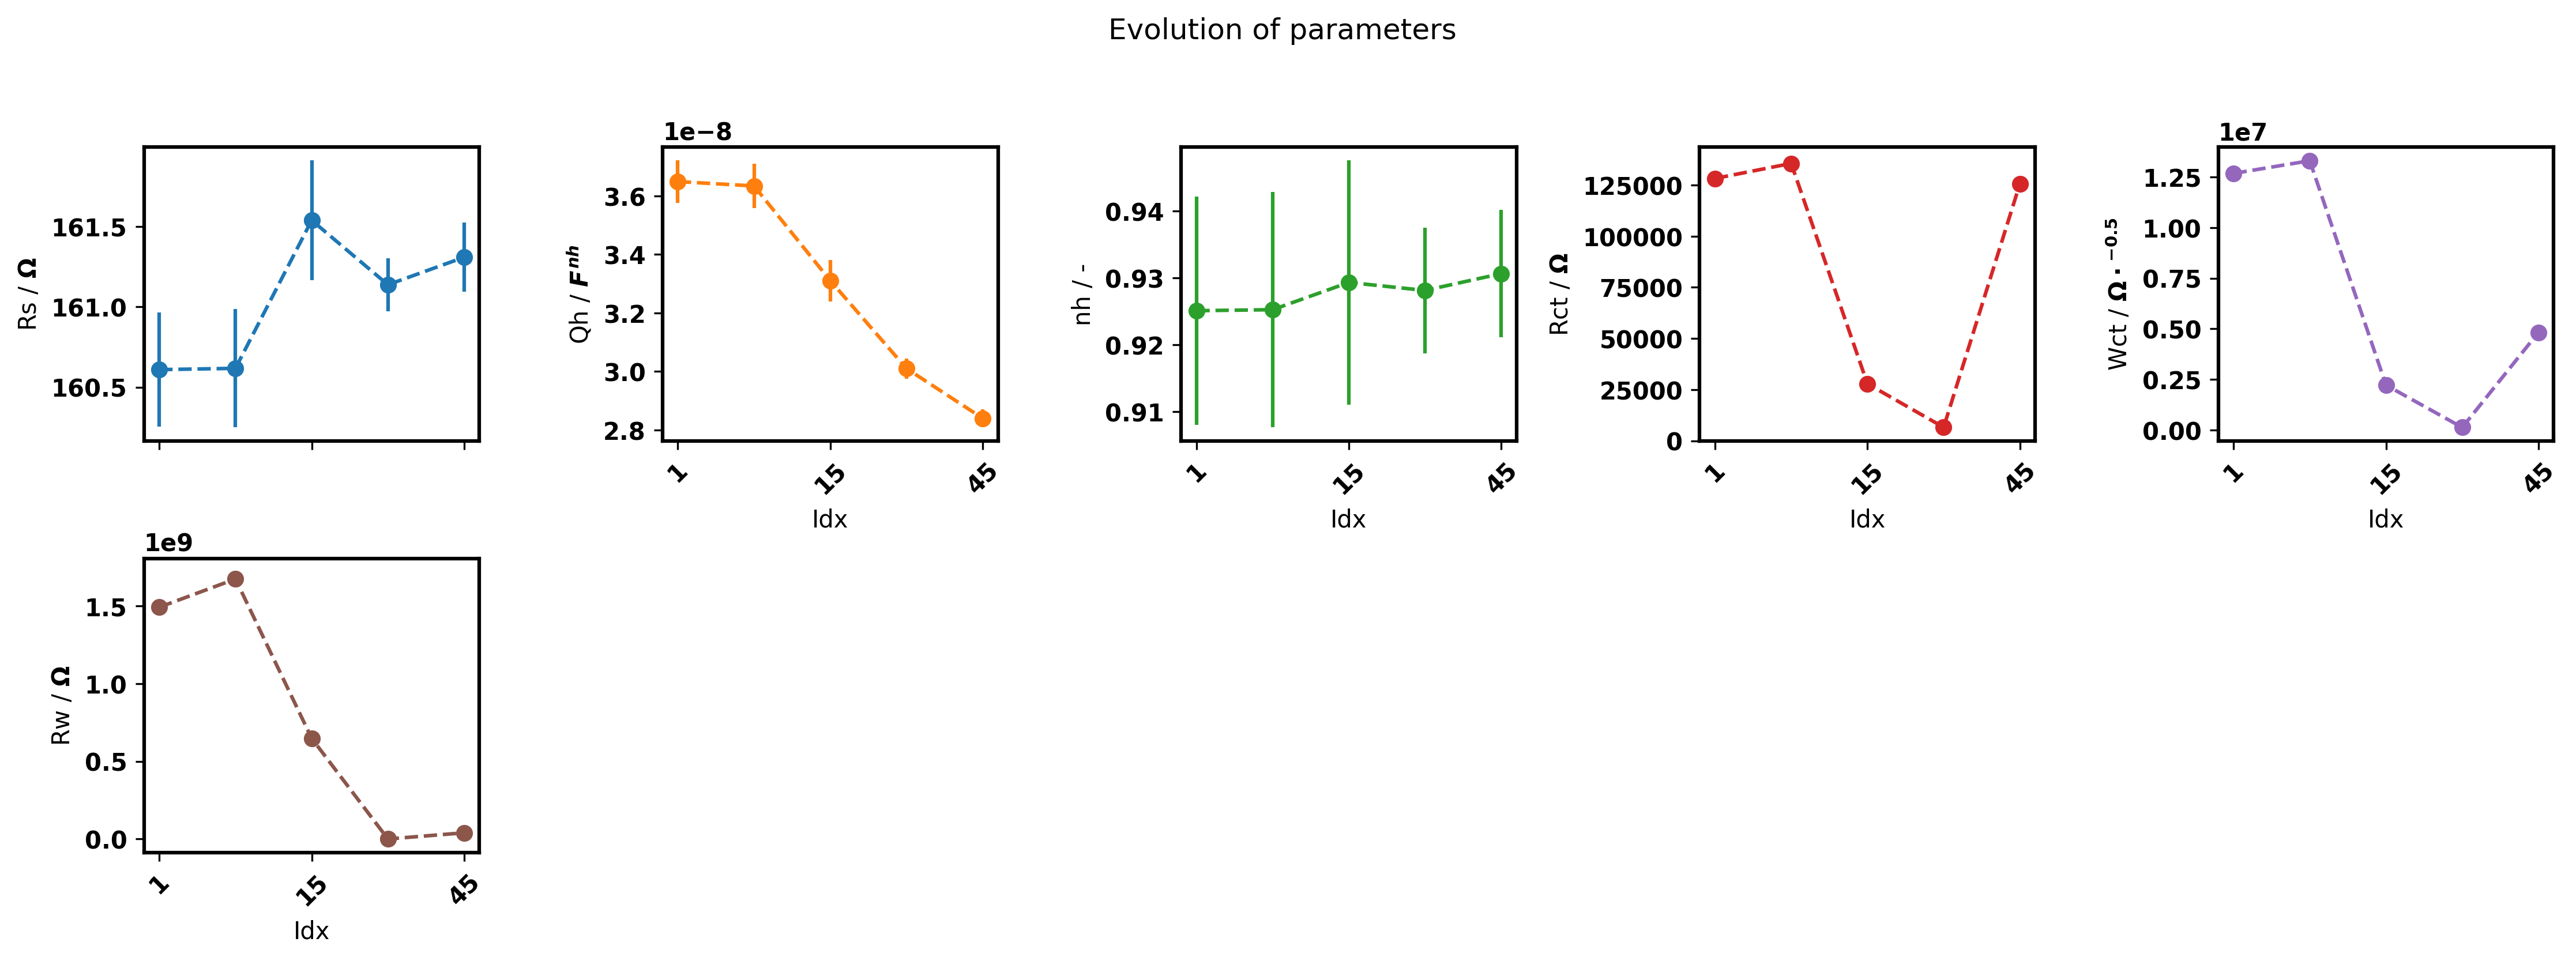 Evolution of parameters
Rs / Ω
161.5
161.0
160.5
1e−8
Qh / F^nh
3.6
3.4
3.2
3.0
2.8
1
15
45
Idx
nh / -
0.94
0.93
0.92
0.91
1
15
45
Idx
Rct / Ω
125000
100000
75000
50000
25000
0
1
15
45
Idx
1e7
Wct / Ω·^−0.5
1.25
1.00
0.75
0.50
0.25
0.00
1
15
45
Idx
1e9
Rw / Ω
1.5
1.0
0.5
0.0
1
15
45
Idx